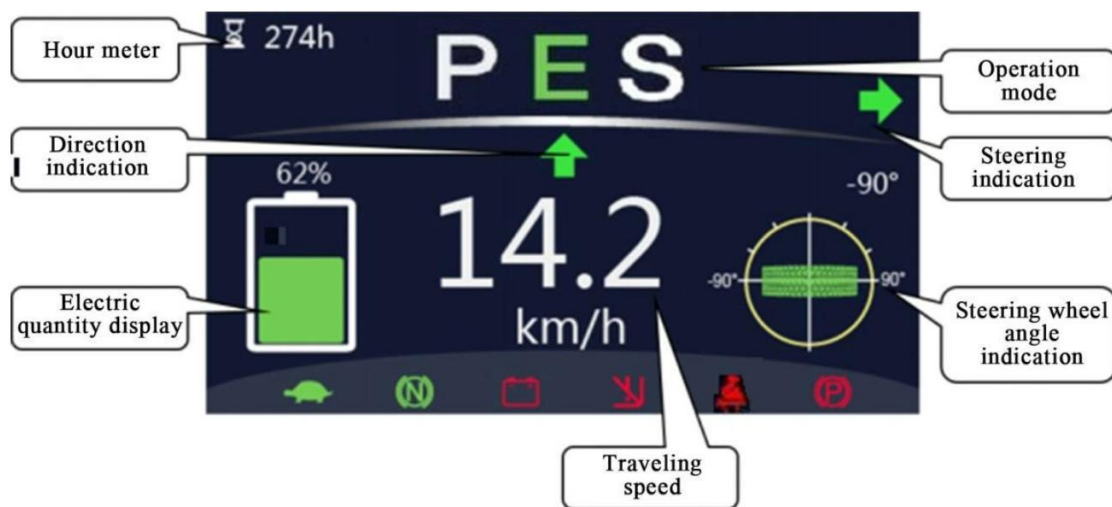 Hour meter
274h
P E S
Operation
mode
Direction
indication
Steering
indication
62%
-90°
14.2
-90°
90°
Electric
quantity display
km/h
Steering wheel
angle
indication
N
P
Traveling
speed